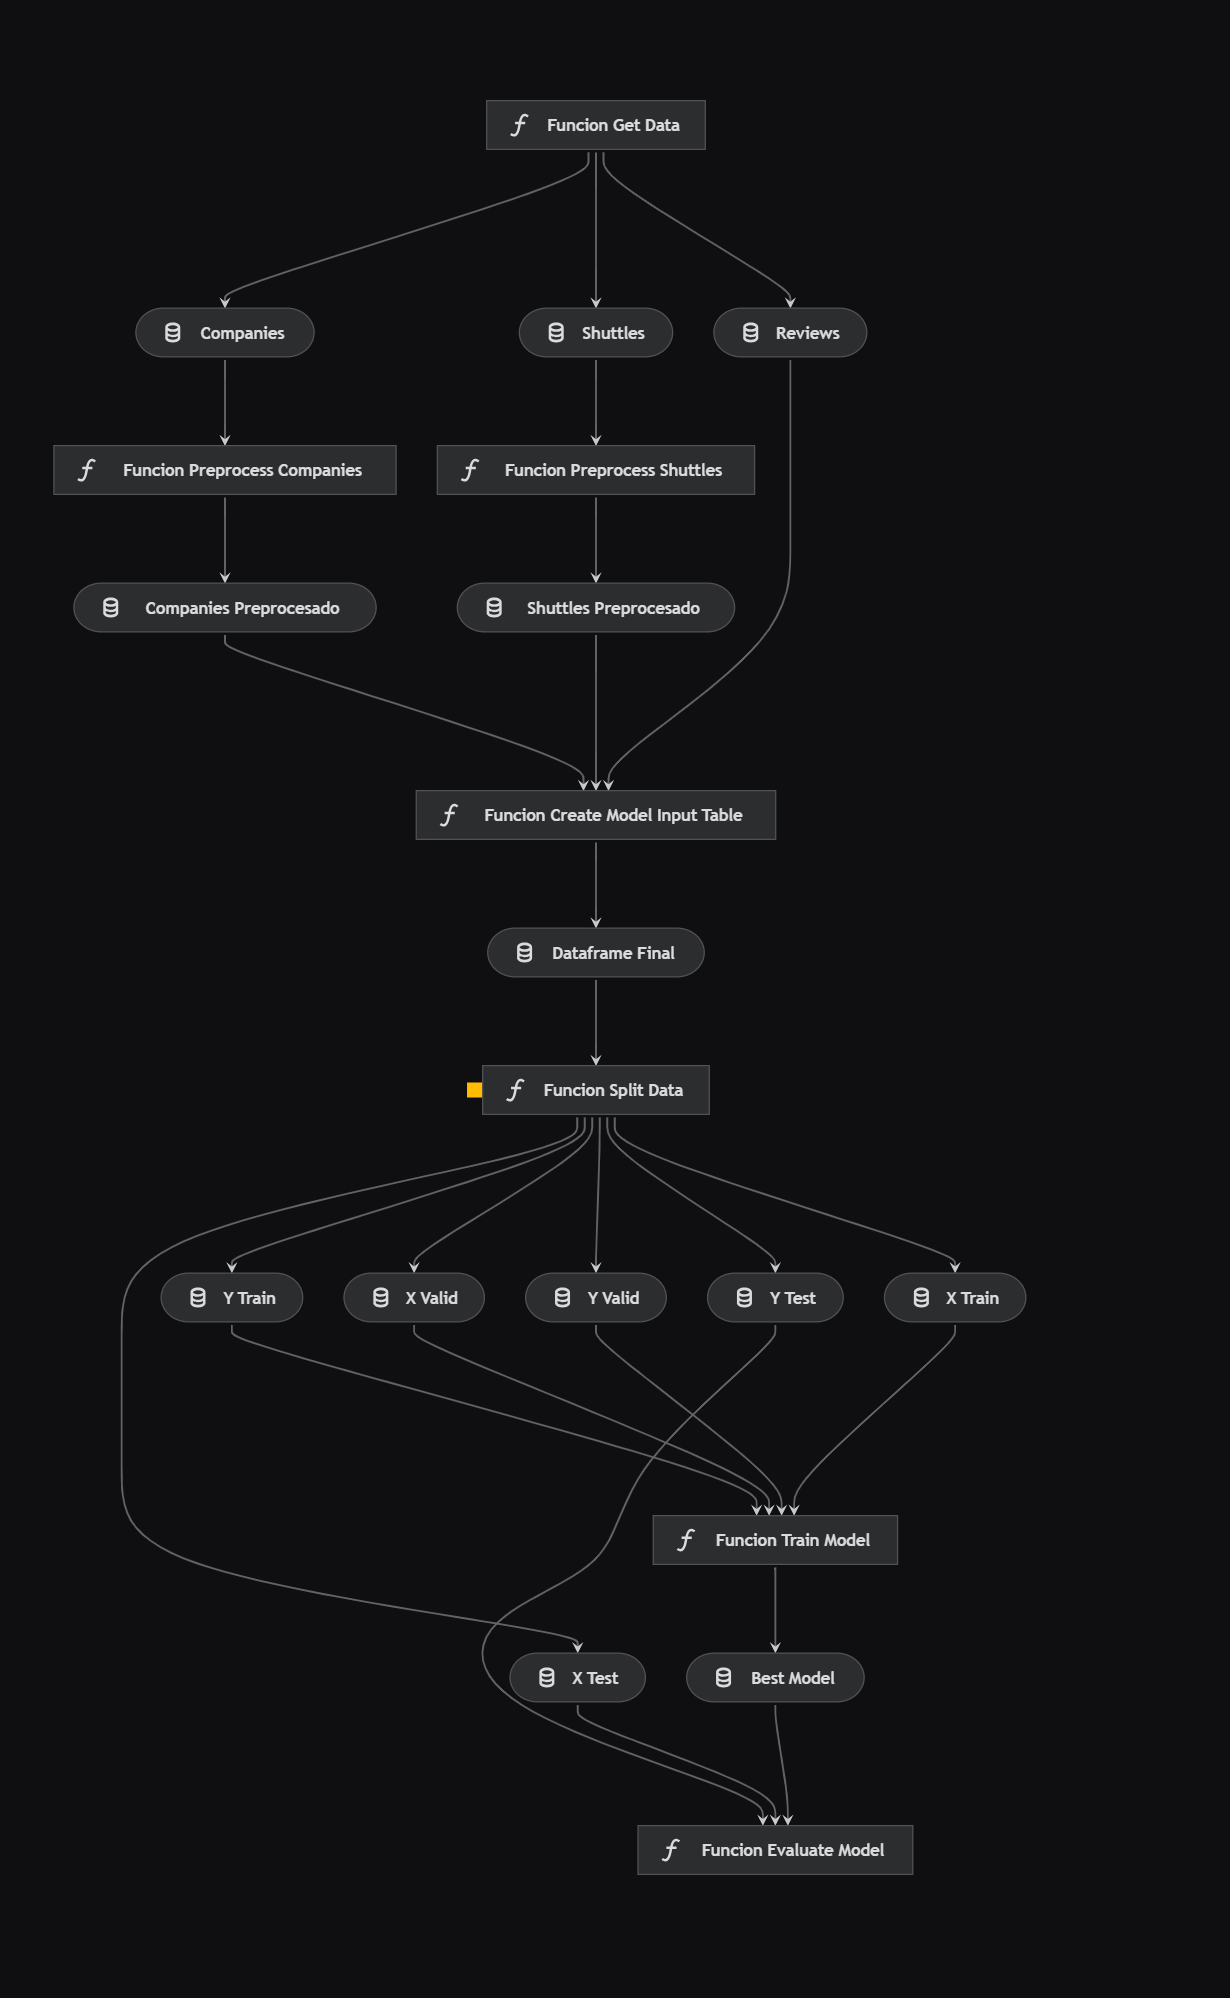 Funcion Get Data
Companies
Shuttles
Reviews
Funcion Preprocess Companies
Funcion Preprocess Shuttles
Companies Preprocesado
Shuttles Preprocesado
Funcion Create Model Input Table
Dataframe Final
Funcion Split Data
Y Train
X Valid
Y Valid
Y Test
X Train
Funcion Train Model
X Test
Best Model
Funcion Evaluate Model